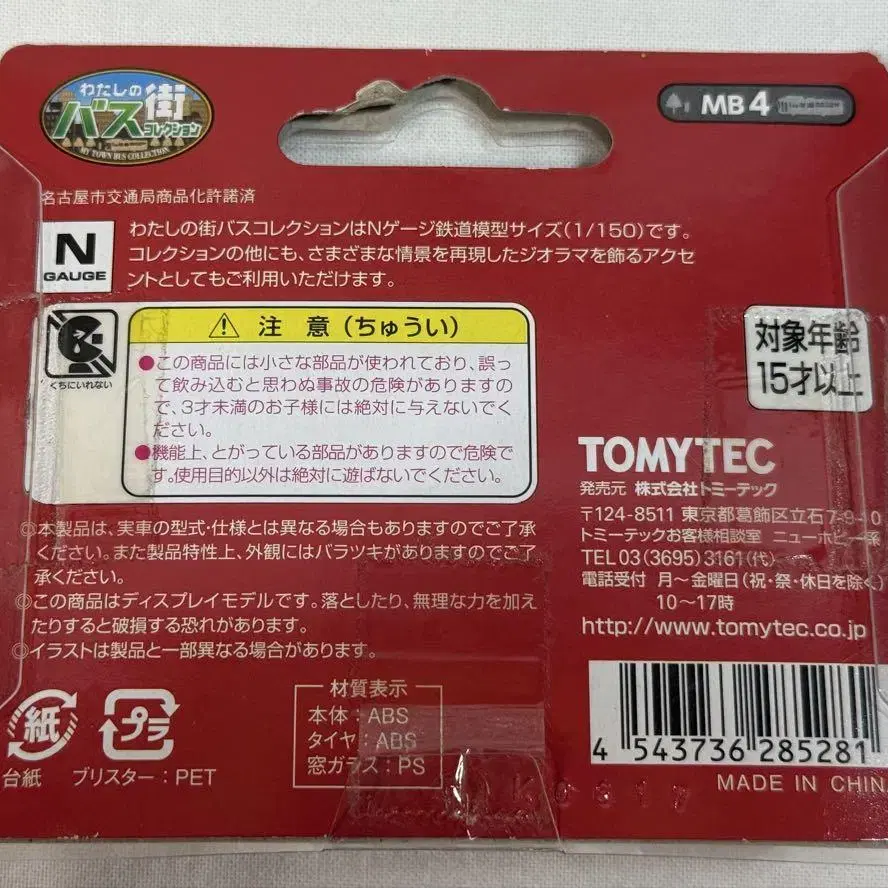 わたしの
街
バス
コレクション
MY TOWN BUS COLLECTION
MB 4
名古屋市交通局商品化許諾済
N
GAUGE
わたしの街バスコレクションはNゲージ鉄道模型サイズ(1/150)です。
コレクションの他にも、さまざまな情景を再現したジオラマを飾るアクセ
ントとしてもご利用いただけます。
くちにいれない
注 意(ちゅうい)
●この商品には小さな部品が使われており、誤っ
て飲み込むと思わぬ事故の危険がありますの
で、3才未満のお子様には絶対に与えないでく
ださい。
●機能上、とがっている部品がありますので危険で
す。使用目的以外は絶対に遊ばないでください。
対象年齢
15才以上
TOMYTEC
発売元 株式会社トミーテック
〒124-8511 東京都葛飾区立石7-9-10
トミーテックお客様相談室 ニューホビー系
TEL 03(3695)3161(代)
電話受付 月～金曜日(祝・祭・休日を除く)
10～17時
http://www.tomytec.co.jp
◎本製品は、実車の型式・仕様とは異なる場合もありますのでご了承
ください。また製品特性上、外観にはバラツキがありますのでご了
承ください。
◎この商品はディスプレイモデルです。落としたり、無理な力を加え
たりすると破損する恐れがあります。
◎イラストは製品と一部異なる場合があります。
紙
台紙
プラ
ブリスター:PET
材質表示
本体:ABS
タイヤ:ABS
窓ガラス:PS
4 543736 285281
MADE IN CHIN